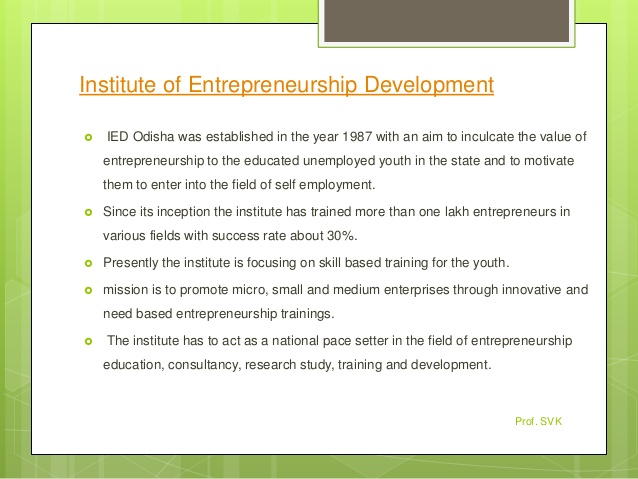 Institute of Entrepreneurship Development
IED Odisha was established in the year 1987 with an aim to inculcate the value of
entrepreneurship to the educated unemployed youth in the state and to motivate
them to enter into the field of self employment.
Since its inception the institute has trained more than one lakh entrepreneurs in
various fields with success rate about 30%.
Presently the institute is focusing on skill based training for the youth.
mission is to promote micro, small and medium enterprises through innovative and
need based entrepreneurship trainings.
The institute has to act as a national pace setter in the field of entrepreneurship
education, consultancy, research study, training and development.
Prof. SVK